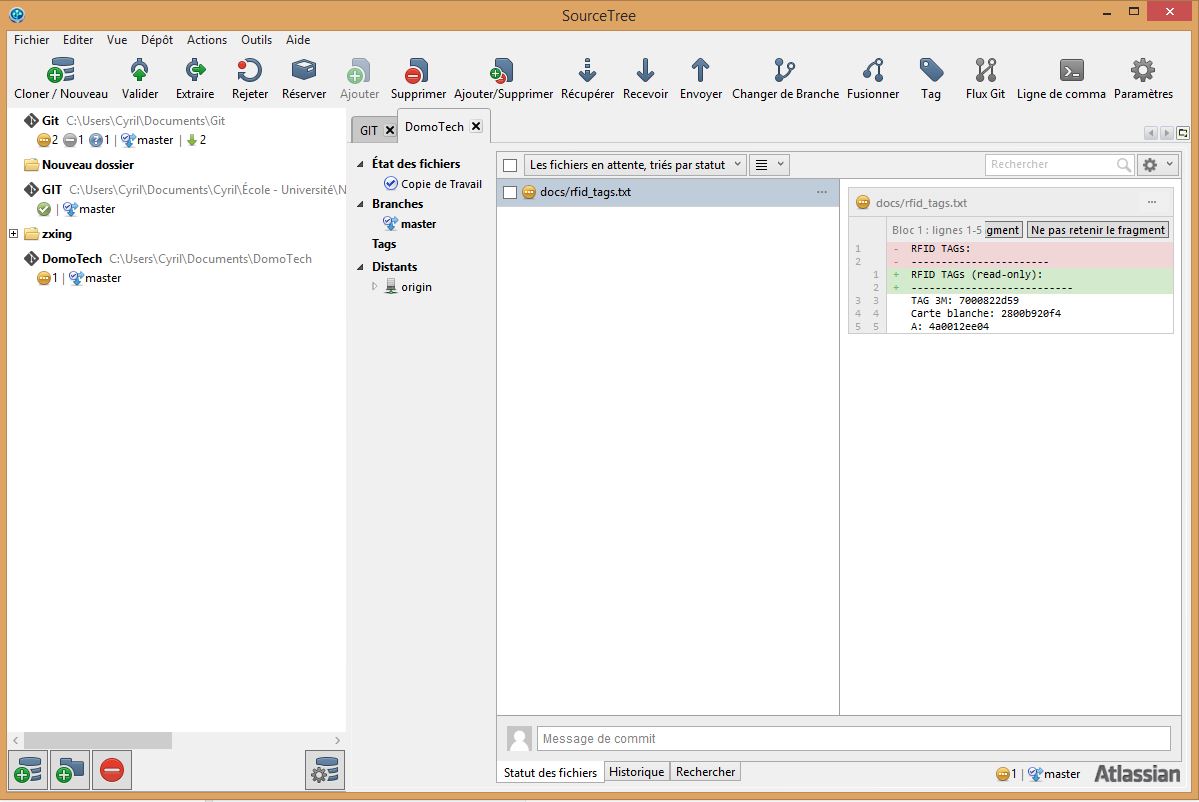 SourceTree
Fichier Editer Vue Dépôt Actions Outils Aide
Cloner / Nouveau Valider Extraire Rejeter Réserver Ajouter Supprimer Ajouter/Supprimer Récupérer Recevoir Envoyer Changer de Branche Fusionner Tag Flux Git Ligne de comma Paramètres
Git C:\Users\Cyril\Documents\Git
2 1 1 | master | 2
Nouveau dossier
GIT C:\Users\Cyril\Documents\Cyril\École - Université\N
| master
zxing
DomoTech C:\Users\Cyril\Documents\DomoTech
1 | master
GIT DomoTech
État des fichiers
Copie de Travail
Branches
master
Tags
Distants
origin
Les fichiers en attente, triés par statut
Rechercher
docs/rfid_tags.txt ...
docs/rfid_tags.txt ...
Bloc 1 : lignes 1-5 gment Ne pas retenir le fragment
1 - RFID TAGs:
2 - -----------------------
1 + RFID TAGs (read-only):
2 + ---------------------------
3 3 TAG 3M: 7000822d59
4 4 Carte blanche: 2800b920f4
5 5 A: 4a0012ee04
Message de commit
Statut des fichiers Historique Rechercher
1 | master Atlassian